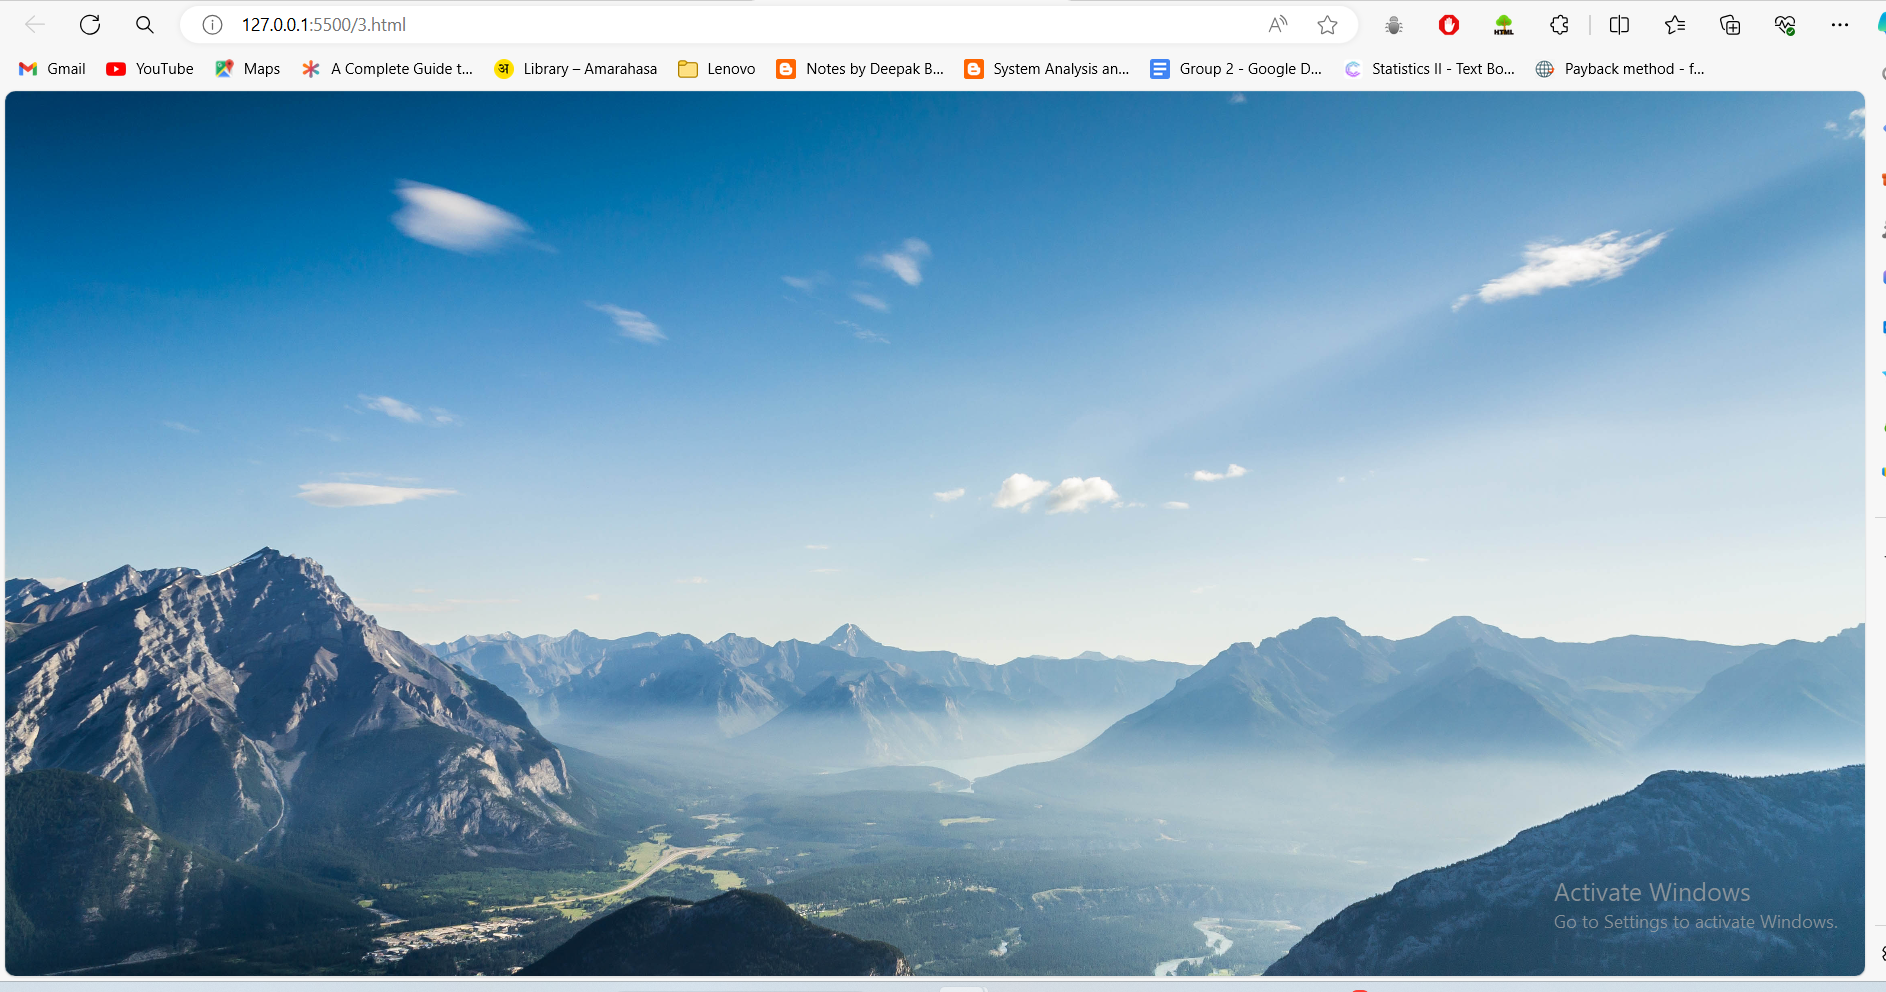 127.0.0.1:5500/3.html
HTML
Gmail YouTube Maps A Complete Guide t... अ Library – Amarahasa Lenovo Notes by Deepak B... System Analysis an... Group 2 - Google D... Statistics II - Text Bo... Payback method - f...
Activate Windows
Go to Settings to activate Windows.